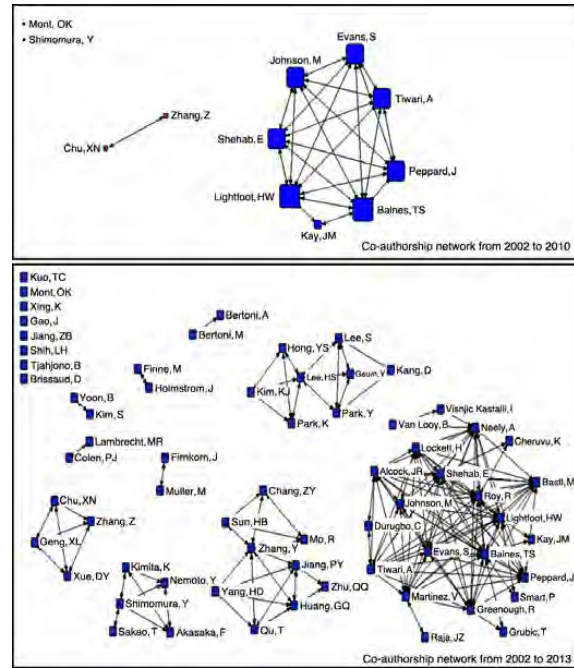 Mont, OK
Shimomura, Y
Evans, S
Johnson, M
Tiwari, A
Zhang, Z
Chu, XN
Shehab, E
Peppard, J
Lightfoot, HW
Baines, TS
Kay, JM
Co-authorship network from 2002 to 2010
Kuo, TC
Mont, OK
Xing, K
Gao, J
Jiang, ZB
Shih, LH
Tjahjono, B
Brissaud, D
Bertoni, A
Bertoni, M
Hong, YS
Lee, S
Finne, M
Holmstrom, J
Lee, HS
Geum, Y
Kang, D
Kim, KJ
Yoon, B
Kim, S
Park, K
Park, Y
Visnjic Kastalli, I
Van Looy, B
Neely, A
Lambrecht, MR
Colen, PJ
Firnkorn, J
Muller, M
Lockett, H
Cheruvu, K
Alcock, JR
Shehab, E
Bastl, M
Roy, R
Johnson, M
Lightfoot, HW
Chu, XN
Zhang, Z
Geng, XL
Xue, DY
Chang, ZY
Sun, HB
Mo, R
Zhang, Y
Durugbo, C
Kay, JM
Evans, S
Baines, TS
Tiwari, A
Peppard, J
Kimita, K
Nemoto, Y
Jiang, PY
Zhu, QQ
Yang, HD
Huang, GQ
Martinez, V
Smart, P
Greenough, R
Shimomura, Y
Sakao, T
Akasaka, F
Qu, T
Raja, JZ
Grubic, T
Co-authorship network from 2002 to 2013